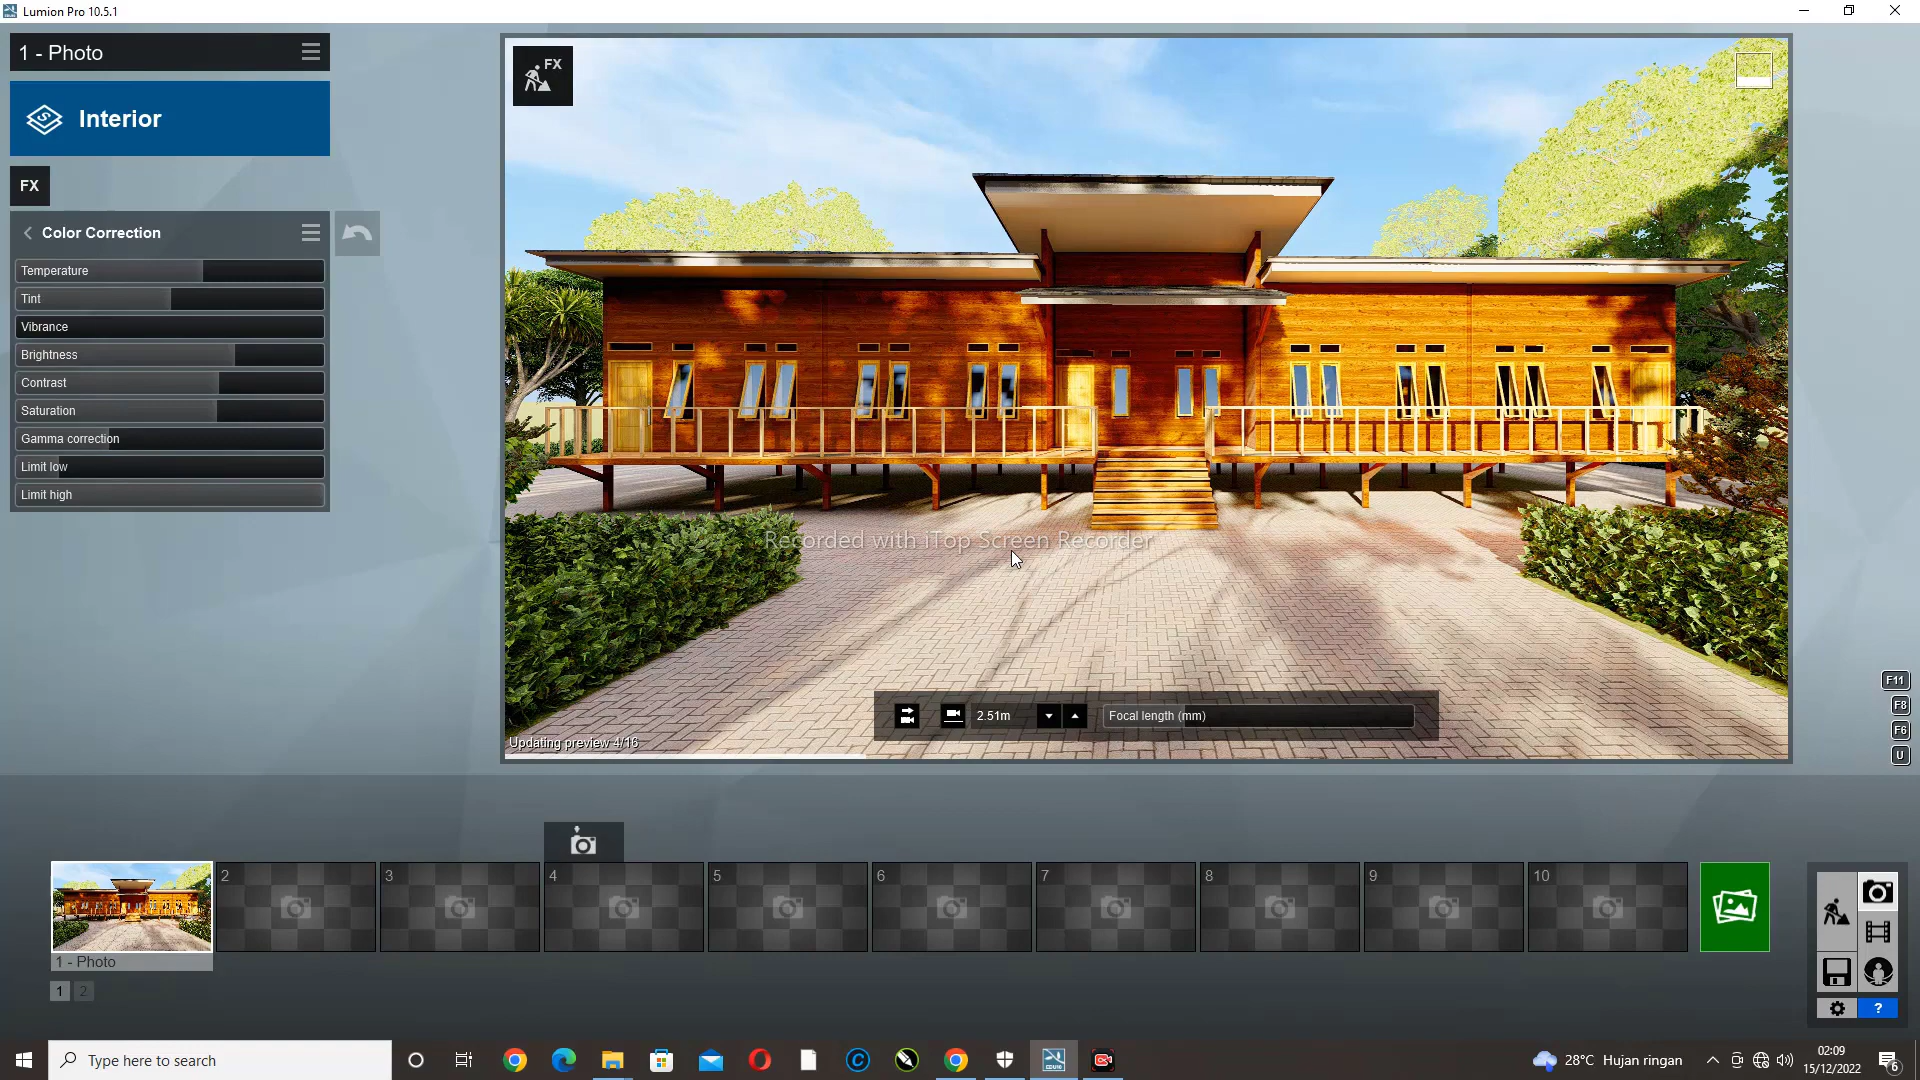 Lumion Pro 10.5.1
1 - Photo
Interior
FX
Color Correction
Temperature
Tint
Vibrance
Brightness
Contrast
Saturation
Gamma correction
Limit low
Limit high
FX
Recorded with iTop Screen Recorder
2.51m
Focal length (mm)
Updating preview 4/16
F11
F8
F6
U
2
3
4
5
6
7
8
9
10
1 - Photo
1
2
?
Type here to search
28°C Hujan ringan
02:09
15/12/2022
6